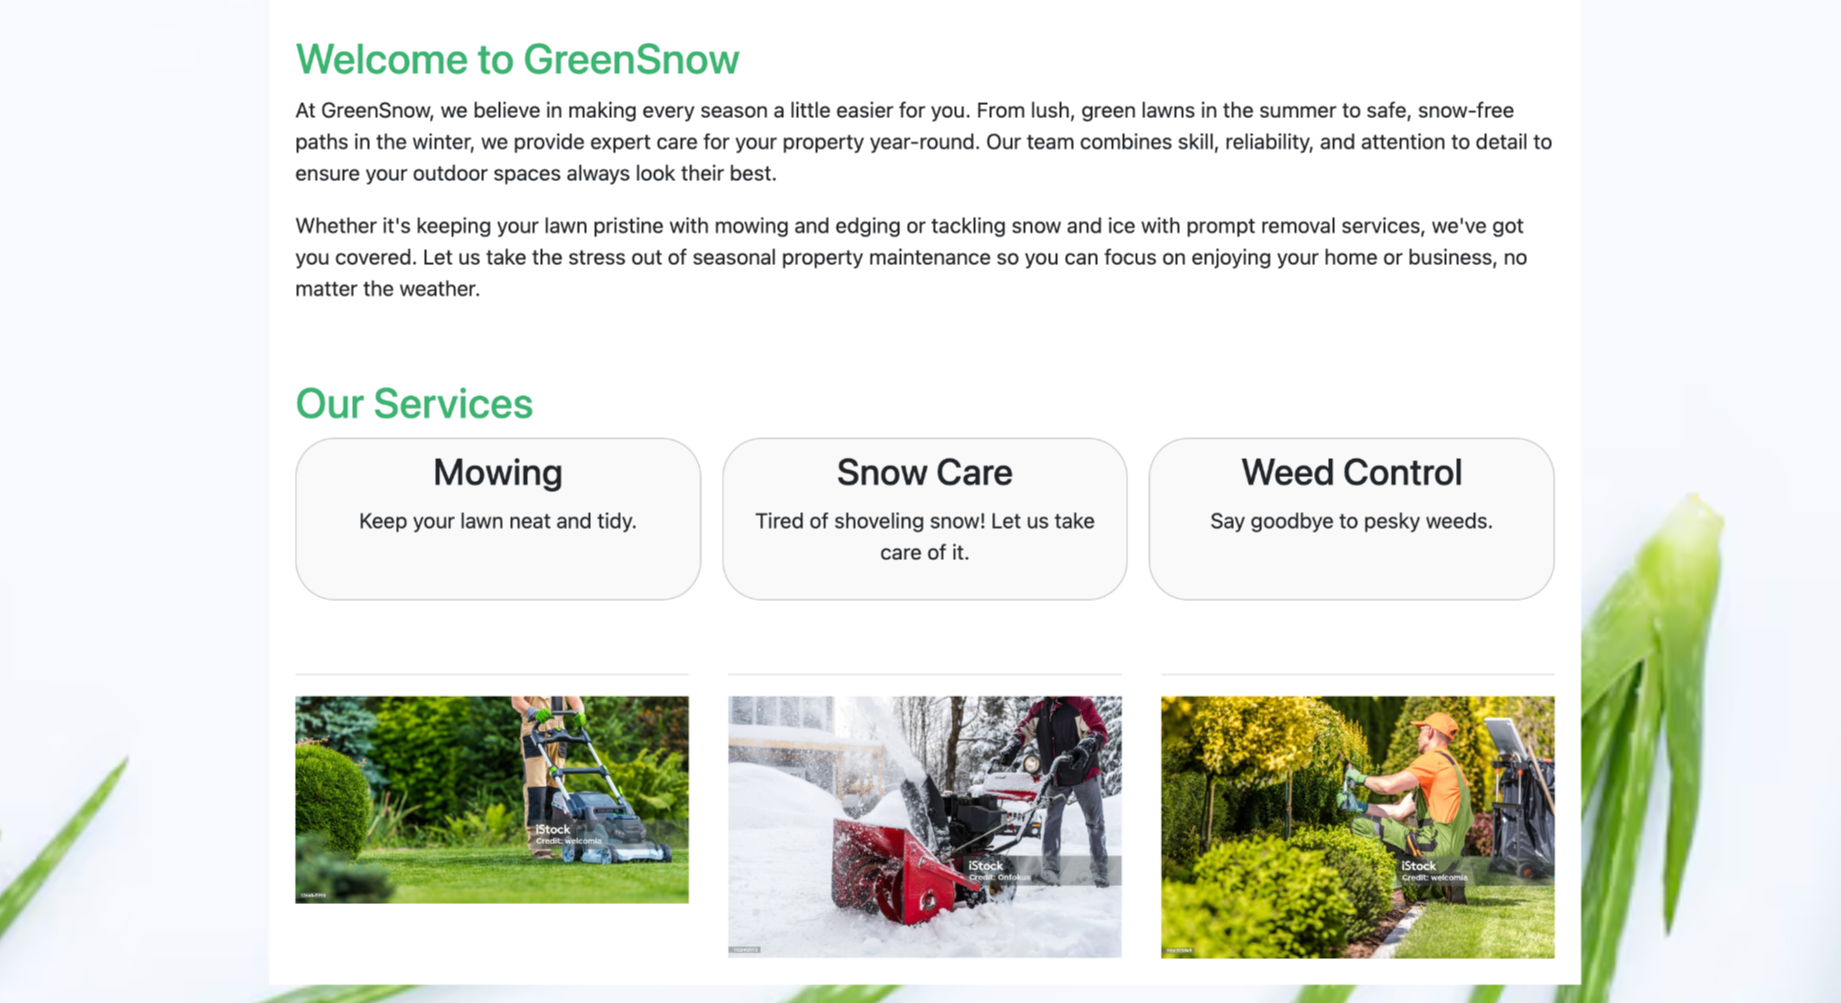 Welcome to GreenSnow
At GreenSnow, we believe in making every season a little easier for you. From lush, green lawns in the summer to safe, snow-free
paths in the winter, we provide expert care for your property year-round. Our team combines skill, reliability, and attention to detail to
ensure your outdoor spaces always look their best.
Whether it's keeping your lawn pristine with mowing and edging or tackling snow and ice with prompt removal services, we've got
you covered. Let us take the stress out of seasonal property maintenance so you can focus on enjoying your home or business, no
matter the weather.
Our Services
Mowing
Keep your lawn neat and tidy.
Snow Care
Tired of shoveling snow! Let us take
care of it.
Weed Control
Say goodbye to pesky weeds.
iStock
Credit: welcomia
iStock
Credit: Onfokus
iStock
Credit: welcomia